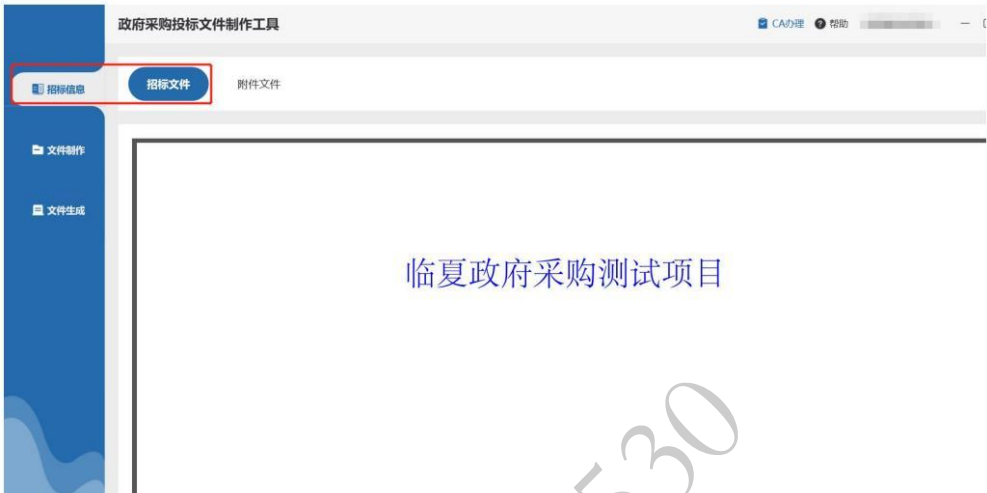 政府采购投标文件制作工具
CA办理 帮助
招标信息
招标文件 附件文件
文件制作
文件生成
临夏政府采购测试项目
530